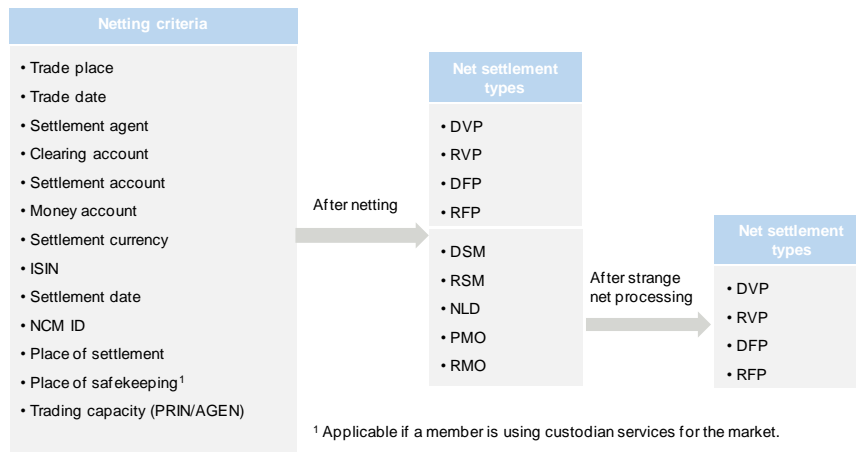 Netting criteria
• Trade place
• Trade date
• Settlement agent
• Clearing account
• Settlement account
• Money account
• Settlement currency
• ISIN
• Settlement date
• NCM ID
• Place of settlement
• Place of safekeeping¹
• Trading capacity (PRIN/AGEN)
After netting
Net settlement
types
• DVP
• RVP
• DFP
• RFP
• DSM
• RSM
• NLD
• PMO
• RMO
After strange
net processing
Net settlement
types
• DVP
• RVP
• DFP
• RFP
¹ Applicable if a member is using custodian services for the market.